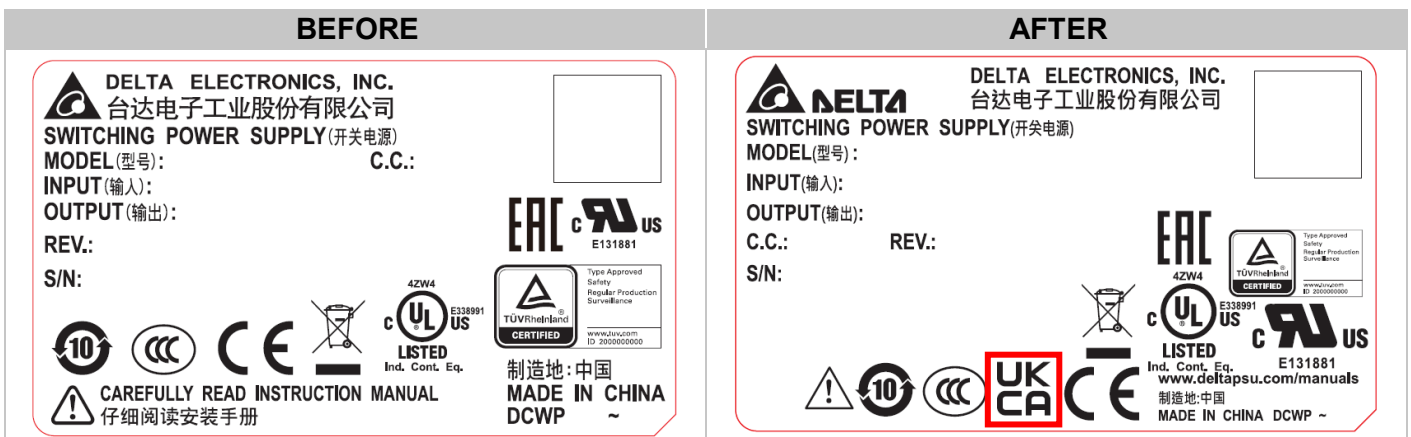 BEFORE
DELTA ELECTRONICS, INC.
台达电子工业股份有限公司
SWITCHING POWER SUPPLY(开关电源)
MODEL(型号):
C.C.:
INPUT(输入):
OUTPUT(输出):
REV.:
S/N:
EAC
c RU US
E131881
Type Approved
Safety
Regular Production
Surveillance
TÜVRheinland®
CERTIFIED
www.tuv.com
ID 2000000000
4ZW4
c UL® US
E338991
LISTED
Ind. Cont. Eq.
10
CCC
CE
CAREFULLY READ INSTRUCTION MANUAL
仔细阅读安装手册
制造地:中国
MADE IN CHINA
DCWP ~
AFTER
DELTA
DELTA ELECTRONICS, INC.
台达电子工业股份有限公司
SWITCHING POWER SUPPLY(开关电源)
MODEL(型号):
INPUT(输入):
OUTPUT(输出):
C.C.: REV.:
S/N:
EAC
Type Approved
Safety
Regular Production
Surveillance
TÜVRheinland®
CERTIFIED
www.tuv.com
ID 2000000000
4ZW4
c UL® US
E338991
LISTED
Ind. Cont. Eq.
c RU US
E131881
10
CCC
UK
CA
CE
www.deltapsu.com/manuals
制造地:中国
MADE IN CHINA DCWP ~